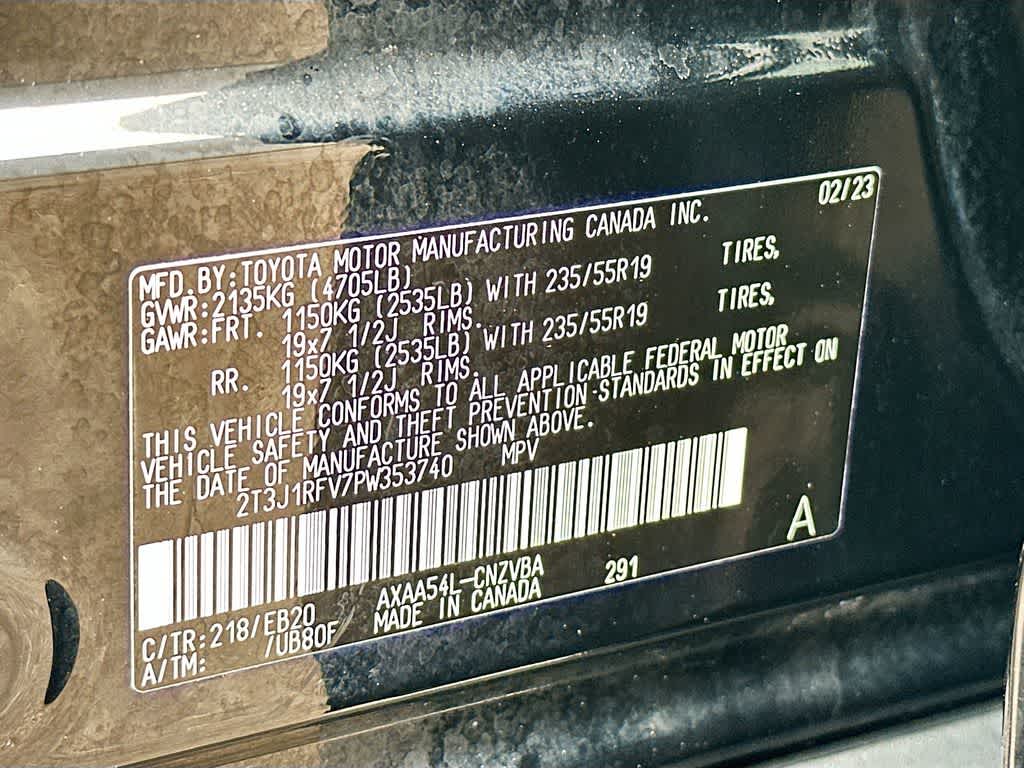 02/23
MFD. BY: TOYOTA MOTOR MANUFACTURING CANADA INC.
GVWR: 2135KG (4705LB)
GAWR: FRT. 1150KG (2535LB) WITH 235/55R19 TIRES,
19x7 1/2J RIMS.
RR. 1150KG (2535LB) WITH 235/55R19 TIRES,
19x7 1/2J RIMS.
THIS VEHICLE CONFORMS TO ALL APPLICABLE FEDERAL MOTOR
VEHICLE SAFETY AND THEFT PREVENTION STANDARDS IN EFFECT ON
THE DATE OF MANUFACTURE SHOWN ABOVE.
2T3J1RFV7PW353740 MPV
A
C/TR: 218/EB20 AXAA54L-CNZVBA 291
A/TM: /UB80F MADE IN CANADA